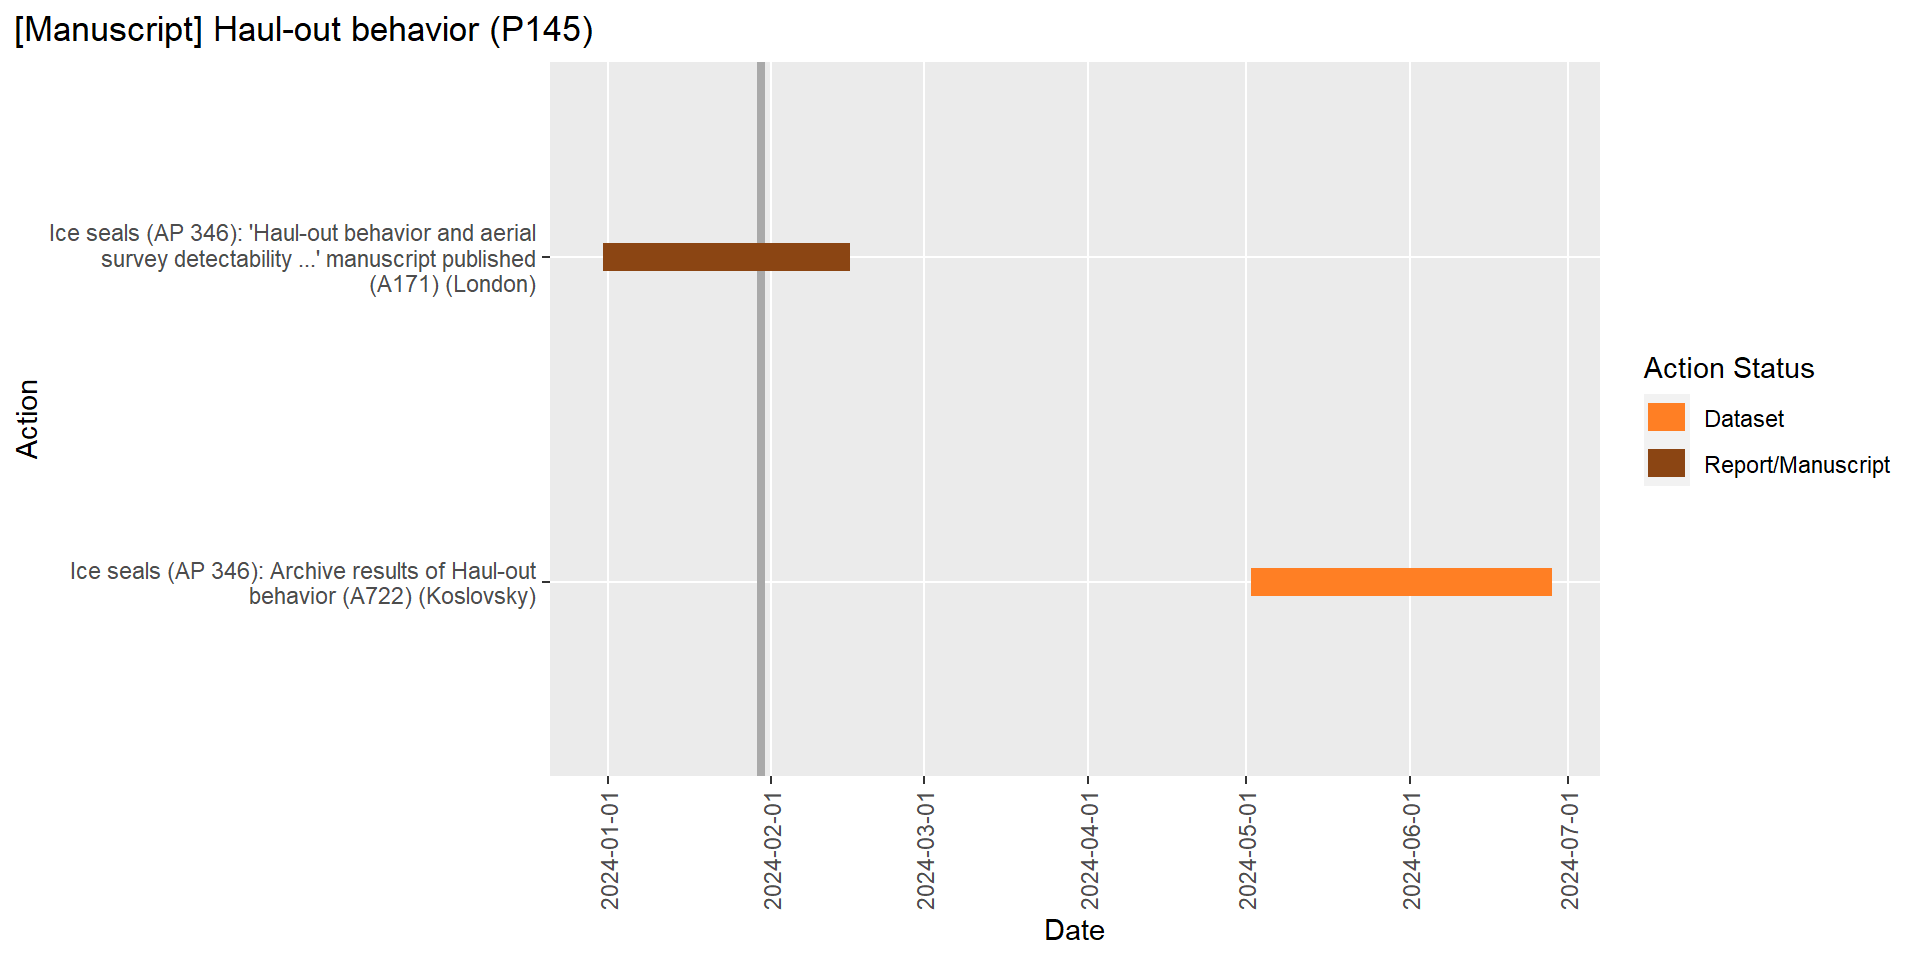 [Manuscript] Haul-out behavior (P145)
Ice seals (AP 346): 'Haul-out behavior and aerial
survey detectability ...' manuscript published
(A171) (London)
Ice seals (AP 346): Archive results of Haul-out
behavior (A722) (Koslovsky)
Action
2024-01-01
2024-02-01
2024-03-01
2024-04-01
2024-05-01
2024-06-01
2024-07-01
Date
Action Status
Dataset
Report/Manuscript